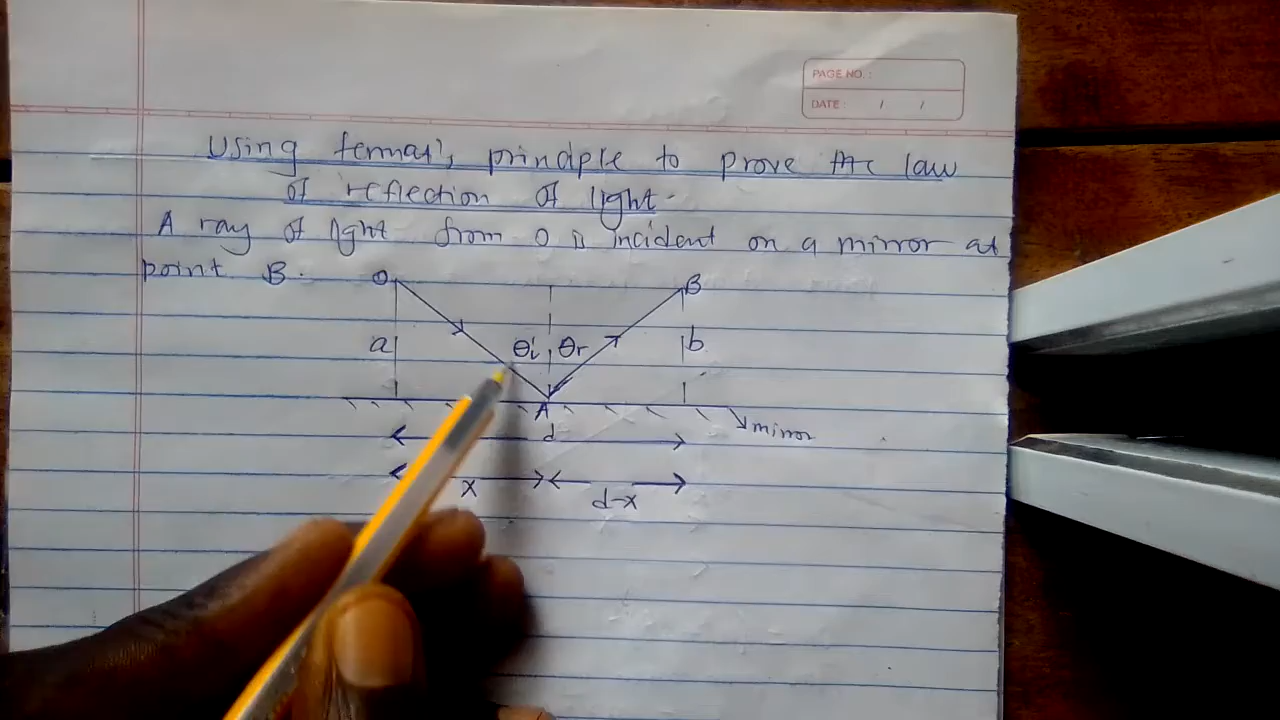 PAGE NO. :
DATE : / /
Using fermat's principle to prove the law
of reflection of light.
A ray of light from O is incident on a mirror at
point B.
O B
a θi θr b
A
mirror
d
x d-x